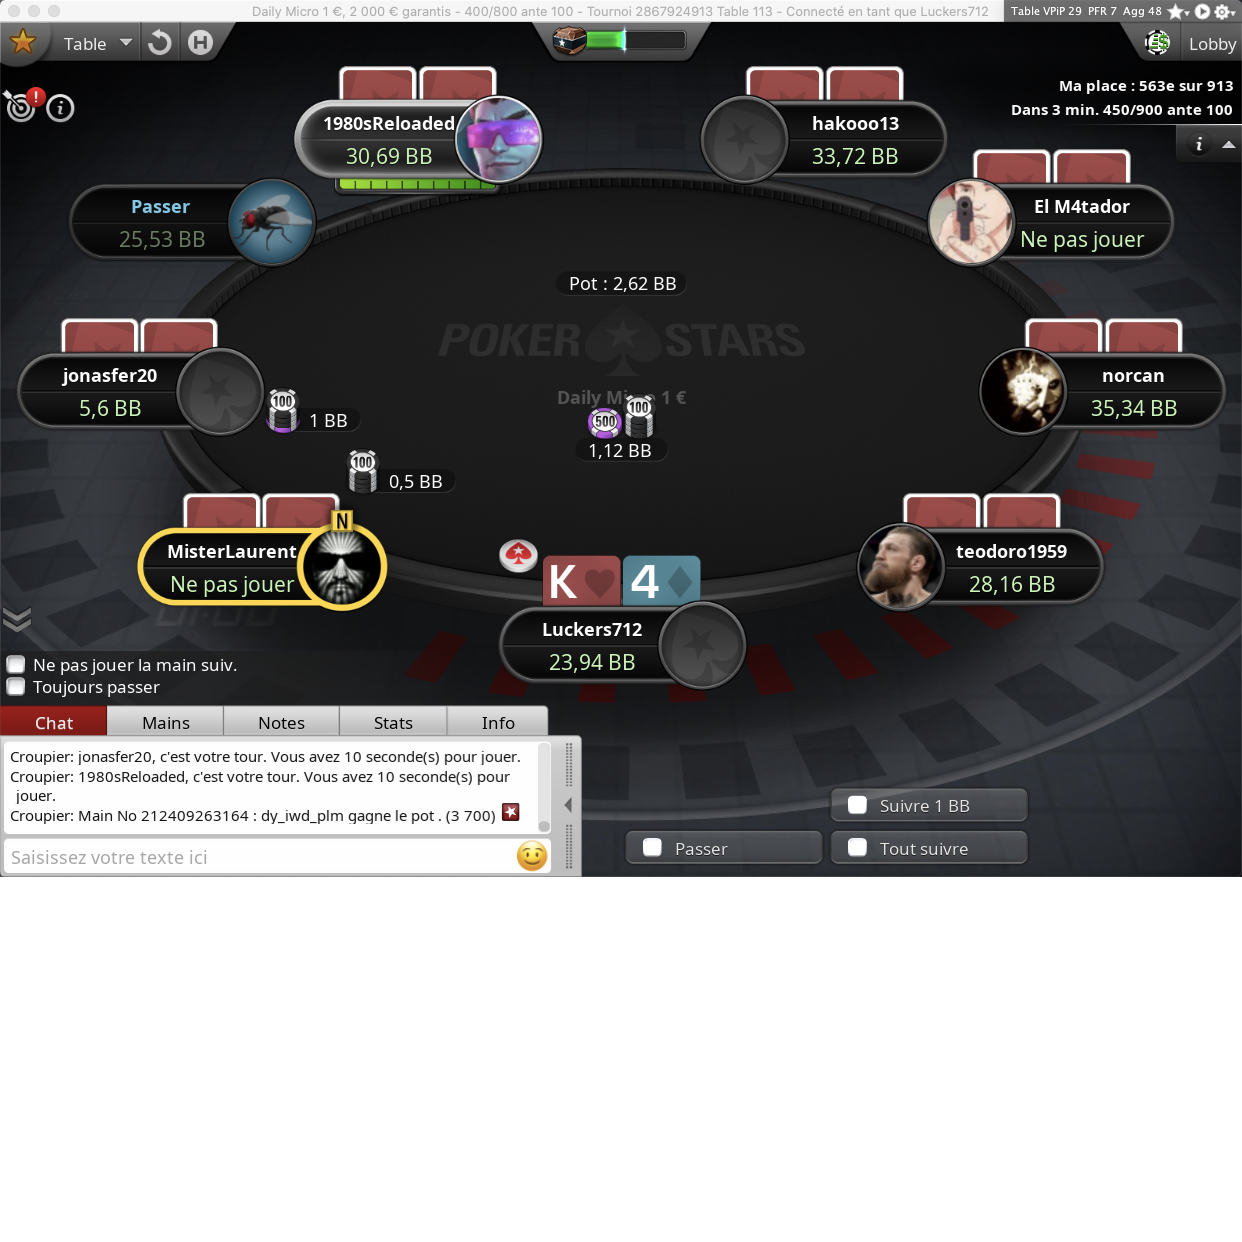 Daily Micro 1 €, 2 000 € garantis - 400/800 ante 100 - Tournoi 2867924913 Table 113 - Connecté en tant que Luckers712
Table VPiP 29 PFR 7 Agg 48
Table
H
Lobby
Ma place : 563e sur 913
Dans 3 min. 450/900 ante 100
1980sReloaded
30,69 BB
hakooo13
33,72 BB
El M4tador
Ne pas jouer
Passer
25,53 BB
Pot : 2,62 BB
POKER STARS
jonasfer20
5,6 BB
norcan
35,34 BB
Daily Micro 1 €
100
1 BB
500
100
1,12 BB
100
0,5 BB
N
MisterLaurent
Ne pas jouer
K
4
teodoro1959
28,16 BB
Luckers712
23,94 BB
Ne pas jouer la main suiv.
Toujours passer
Chat
Mains
Notes
Stats
Info
Croupier: jonasfer20, c'est votre tour. Vous avez 10 seconde(s) pour jouer.
Croupier: 1980sReloaded, c'est votre tour. Vous avez 10 seconde(s) pour
jouer.
Croupier: Main No 212409263164 : dy_iwd_plm gagne le pot . (3 700)
Saisissez votre texte ici
Suivre 1 BB
Passer
Tout suivre